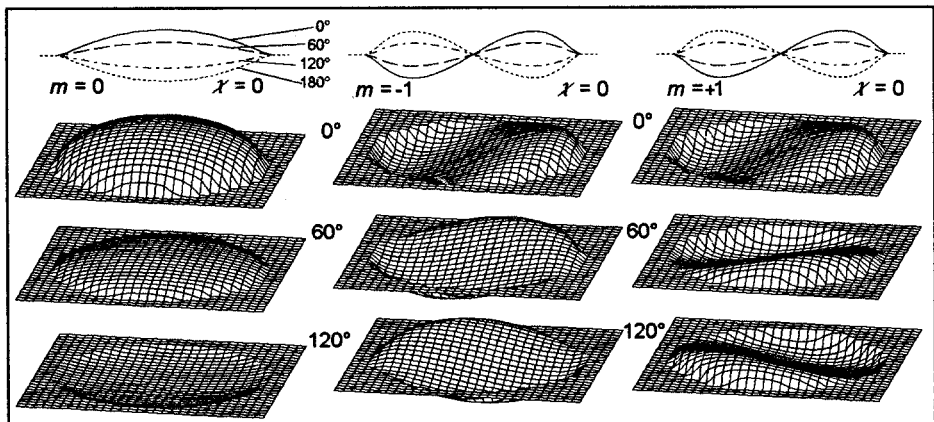 0°
60°
120°
180°
m = 0 χ = 0
m = -1 χ = 0
m = +1 χ = 0
0° 0°
60° 60°
120° 120°